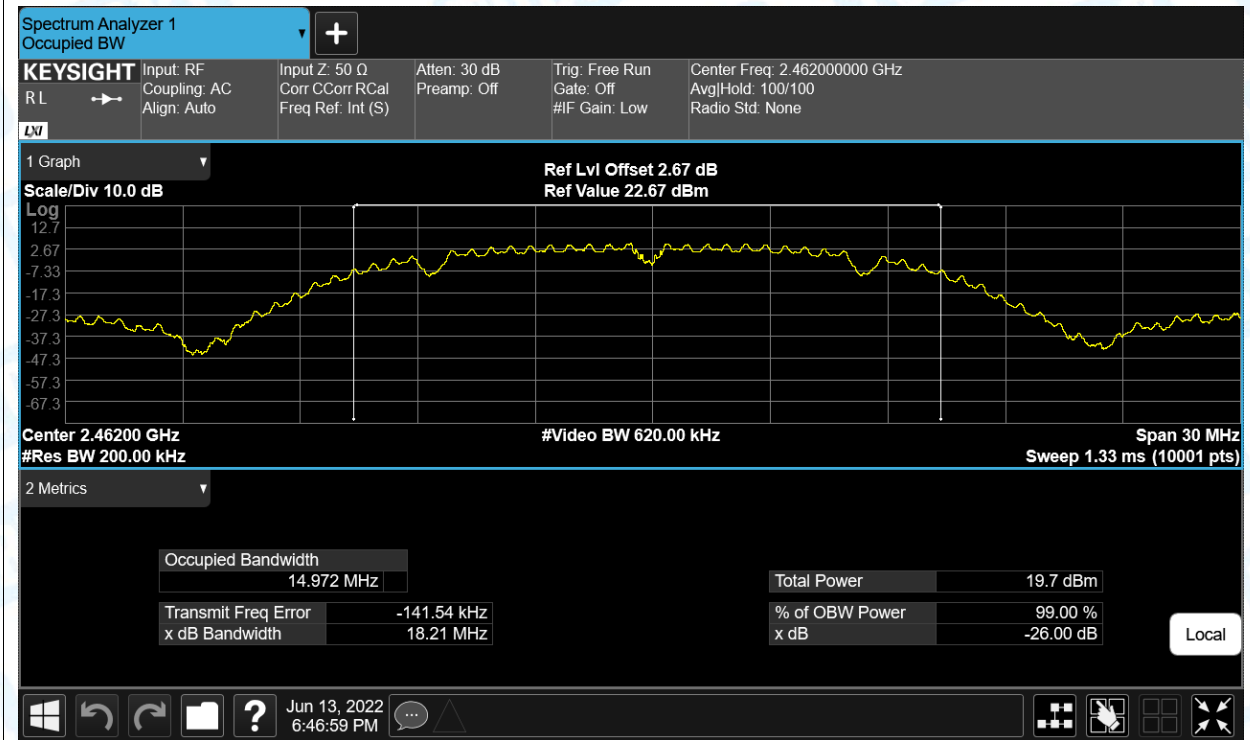 Spectrum Analyzer 1
Occupied BW
KEYSIGHT
R L
LXI
Input: RF
Coupling: AC
Align: Auto
Input Z: 50 Ω
Corr CCorr RCal
Freq Ref: Int (S)
Atten: 30 dB
Preamp: Off
Trig: Free Run
Gate: Off
#IF Gain: Low
Center Freq: 2.462000000 GHz
Avg|Hold: 100/100
Radio Std: None
1 Graph
Scale/Div 10.0 dB
Ref Lvl Offset 2.67 dB
Ref Value 22.67 dBm
Log
12.7
2.67
-7.33
-17.3
-27.3
-37.3
-47.3
-57.3
-67.3
Center 2.46200 GHz
#Res BW 200.00 kHz
#Video BW 620.00 kHz
Span 30 MHz
Sweep 1.33 ms (10001 pts)
2 Metrics
Occupied Bandwidth
14.972 MHz
Transmit Freq Error -141.54 kHz
x dB Bandwidth 18.21 MHz
Total Power 19.7 dBm
% of OBW Power 99.00 %
x dB -26.00 dB
Local
?
Jun 13, 2022
6:46:59 PM